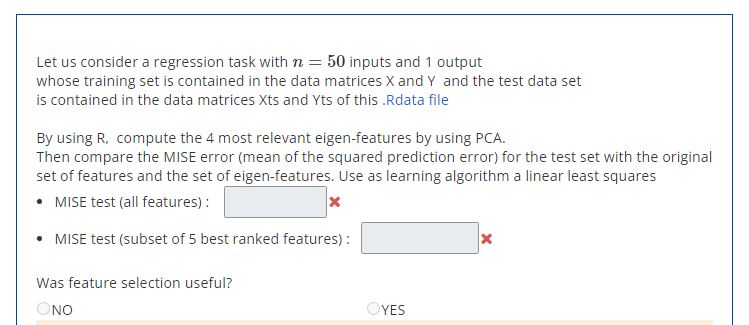 Let us consider a regression task with n = 50 inputs and 1 output
whose training set is contained in the data matrices X and Y and the test data set
is contained in the data matrices Xts and Yts of this .Rdata file
By using R, compute the 4 most relevant eigen-features by using PCA.
Then compare the MISE error (mean of the squared prediction error) for the test set with the original
set of features and the set of eigen-features. Use as learning algorithm a linear least squares
• MISE test (all features) :
• MISE test (subset of 5 best ranked features) :
Was feature selection useful?
NO YES